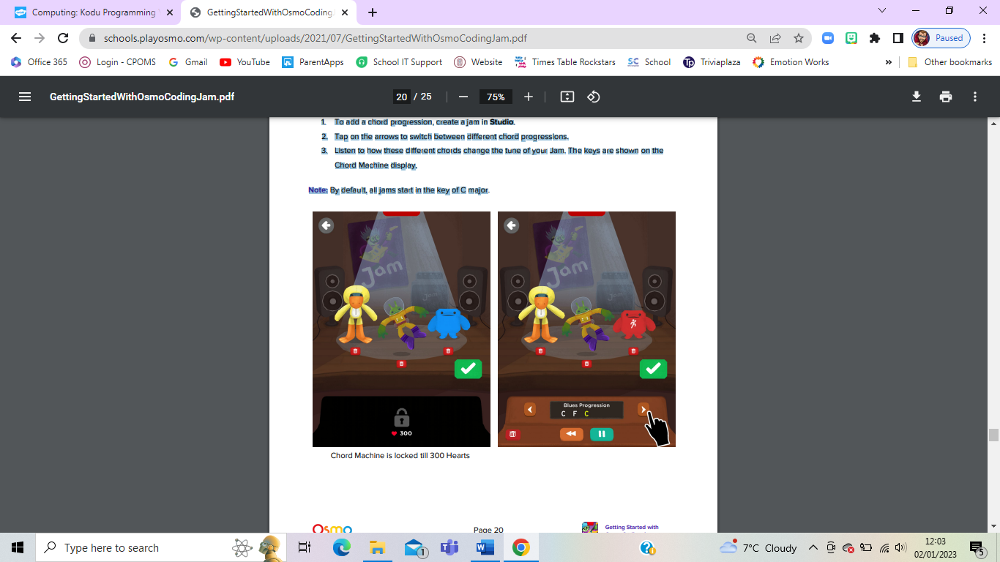 Computing: Kodu Programming
GettingStartedWithOsmoCodingJam
schools.playosmo.com/wp-content/uploads/2021/07/GettingStartedWithOsmoCodingJam.pdf
Paused
Office 365
Login - CPOMS
Gmail
YouTube
ParentApps
School IT Support
Website
Times Table Rockstars
SC
School
Tp
Triviaplaza
Emotion Works
»
Other bookmarks
GettingStartedWithOsmoCodingJam.pdf
20 / 25
75%
1. To add a chord progression, create a jam in Studio.
2. Tap on the arrows to switch between different chord progressions.
3. Listen to how these different chords change the tune of your Jam. The keys are shown on the
Chord Machine display.
Note: By default, all jams start in the key of C major.
Jam
Jam
Jam
Jam
300
Blues Progression
C F C
Chord Machine is locked till 300 Hearts
Osmo
Page 20
Getting Started with
Type here to search
1
7°C Cloudy
12:03
02/01/2023
5